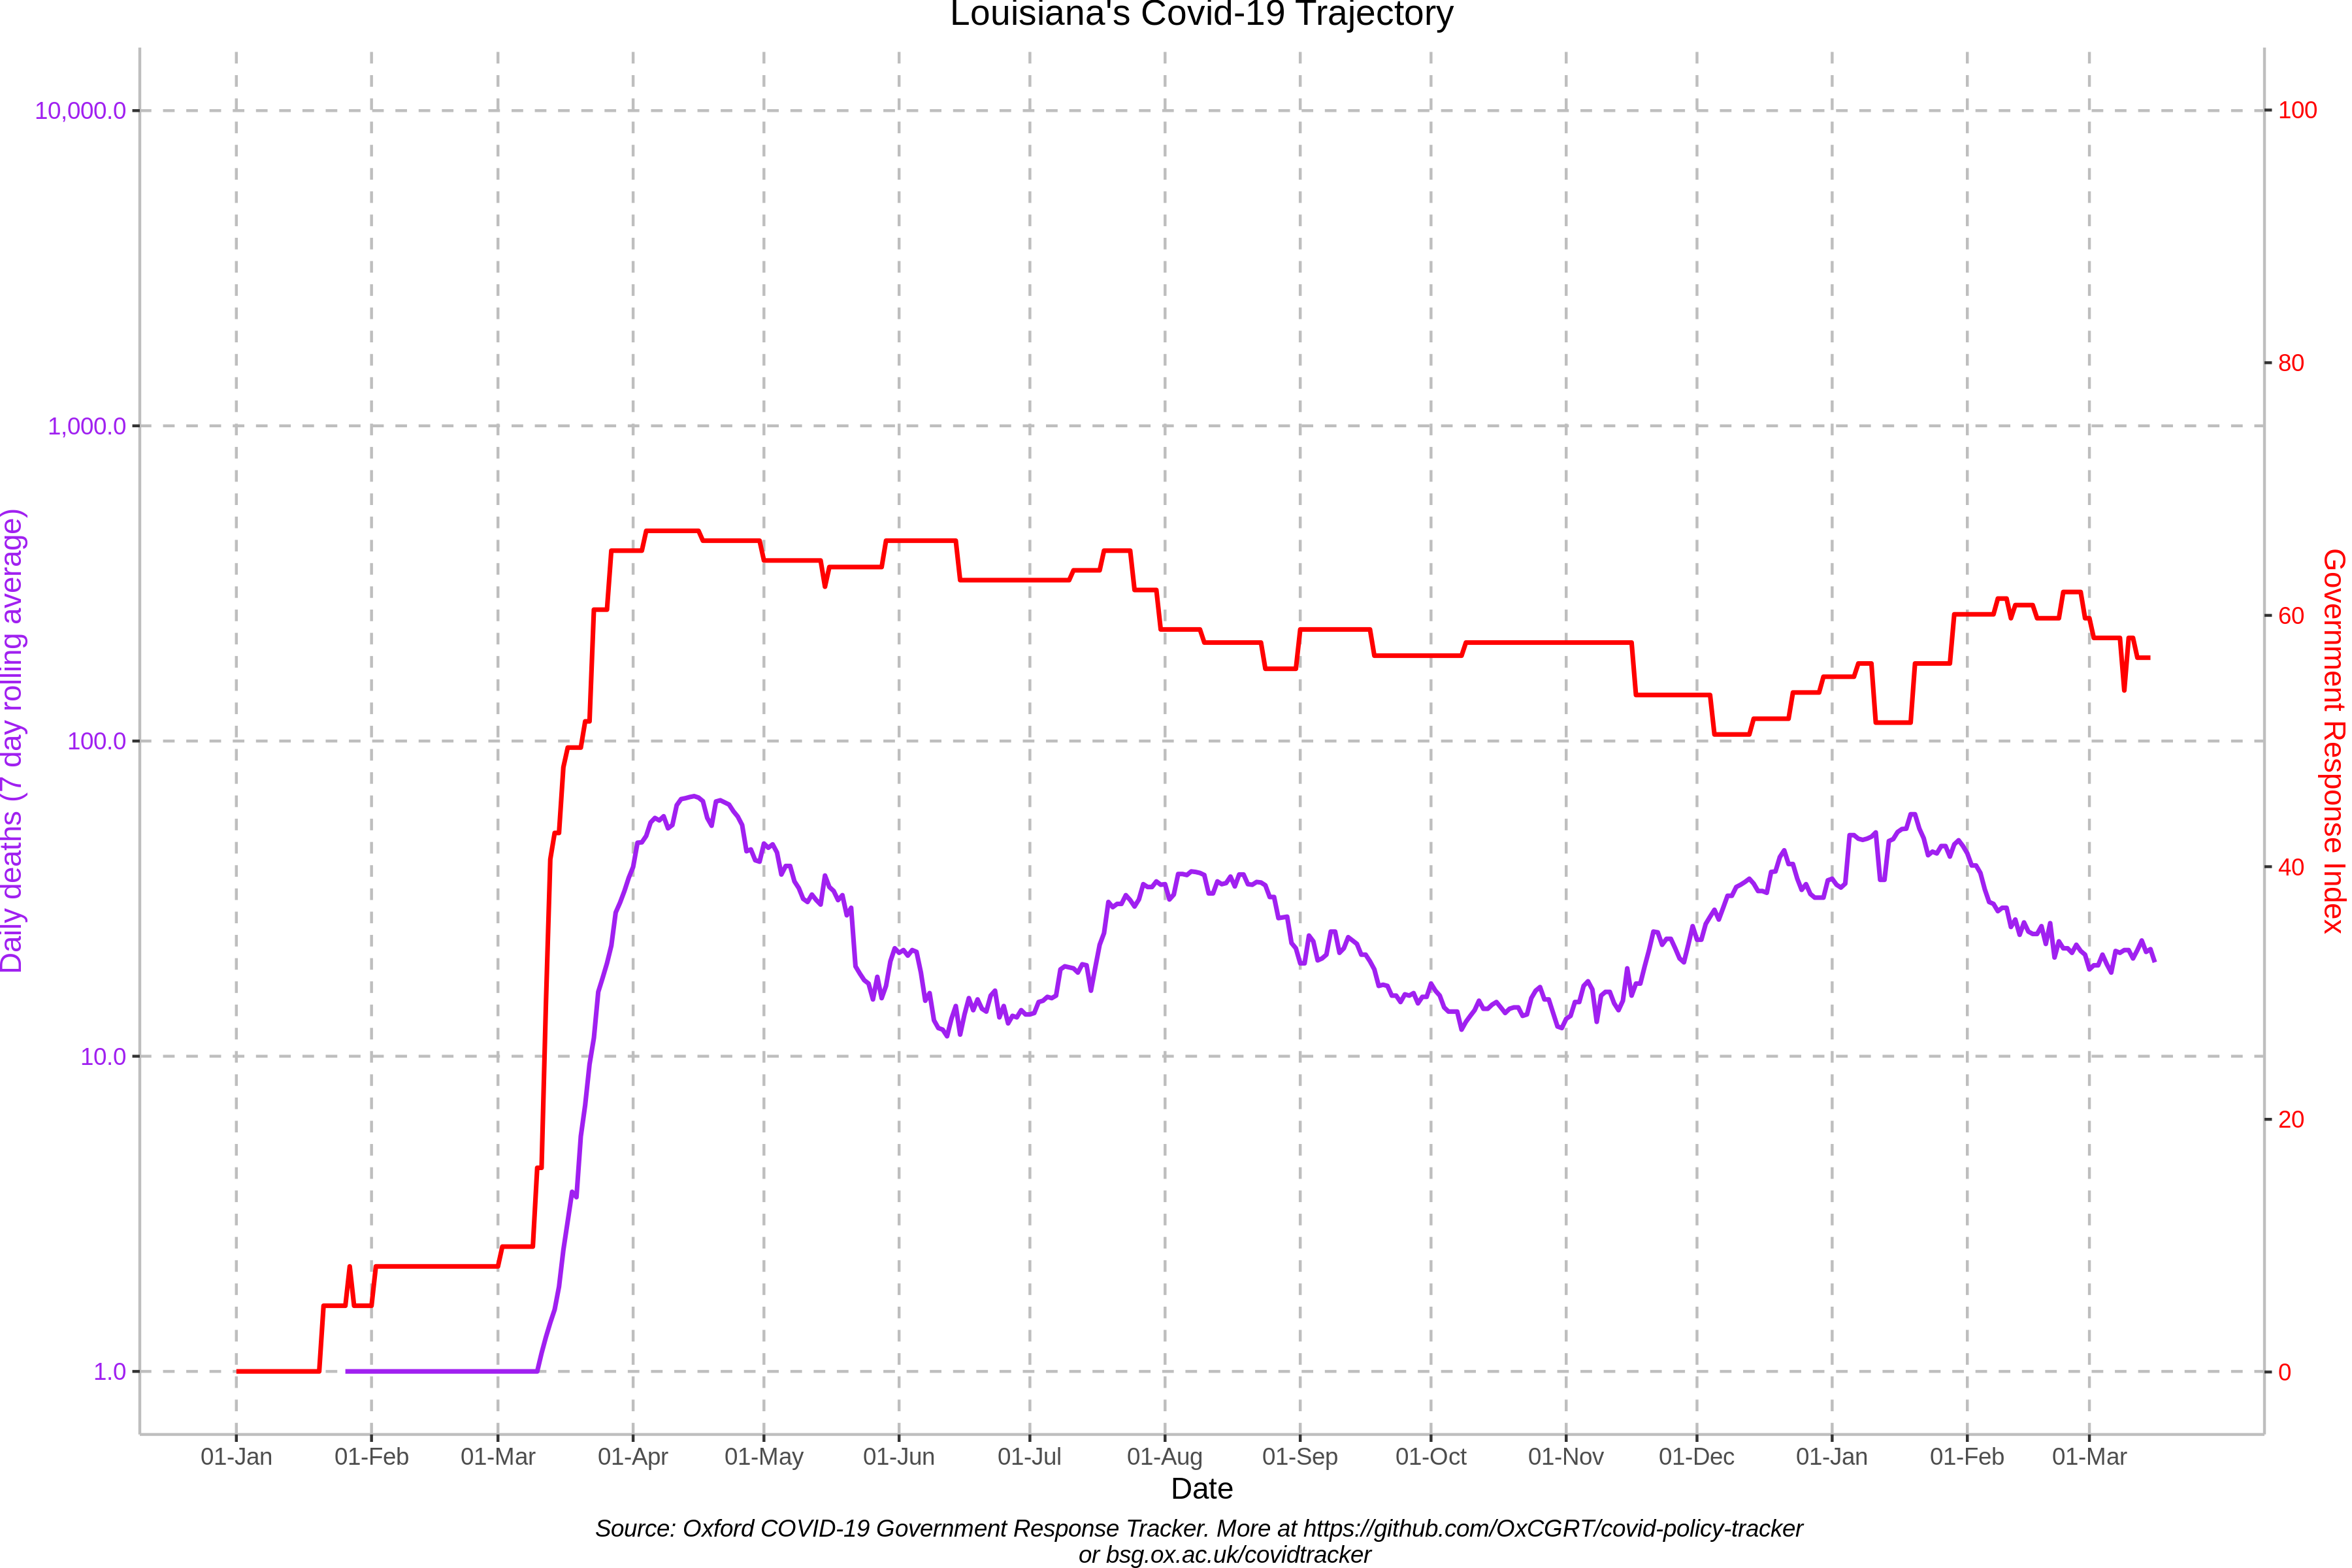 Louisiana's Covid-19 Trajectory
10,000.0
1,000.0
100.0
10.0
1.0
Daily deaths (7 day rolling average)
100
80
60
40
20
0
Government Response Index
01-Jan 01-Feb 01-Mar 01-Apr 01-May 01-Jun 01-Jul 01-Aug 01-Sep 01-Oct 01-Nov 01-Dec 01-Jan 01-Feb 01-Mar
Date
Source: Oxford COVID-19 Government Response Tracker. More at https://github.com/OxCGRT/covid-policy-tracker
or bsg.ox.ac.uk/covidtracker